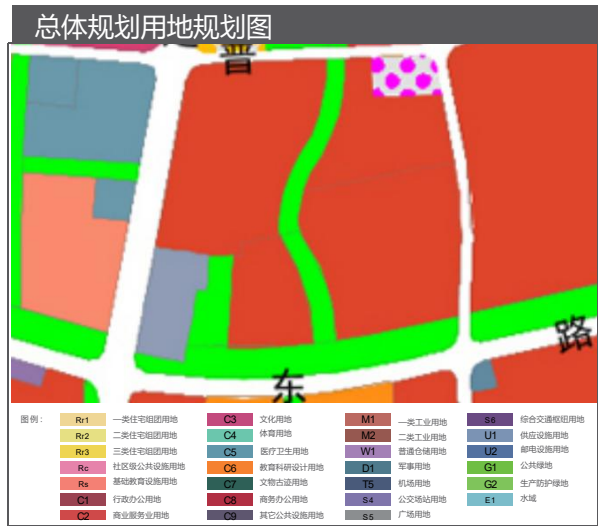 总体规划用地规划图
普
路
东
图例：
Rr1 一类住宅组团用地
Rr2 二类住宅组团用地
Rr3 三类住宅组团用地
Rc 社区级公共设施用地
Rs 基础教育设施用地
C1 行政办公用地
C2 商业服务业用地
C3 文化用地
C4 体育用地
C5 医疗卫生用地
C6 教育科研设计用地
C7 文物古迹用地
C8 商务办公用地
C9 其它公共设施用地
M1 一类工业用地
M2 二类工业用地
W1 普通仓储用地
D1 军事用地
T5 机场用地
S4 公交场站用地
S5 广场用地
S6 综合交通枢纽用地
U1 供应设施用地
U2 邮电设施用地
G1 公共绿地
G2 生产防护绿地
E1 水域